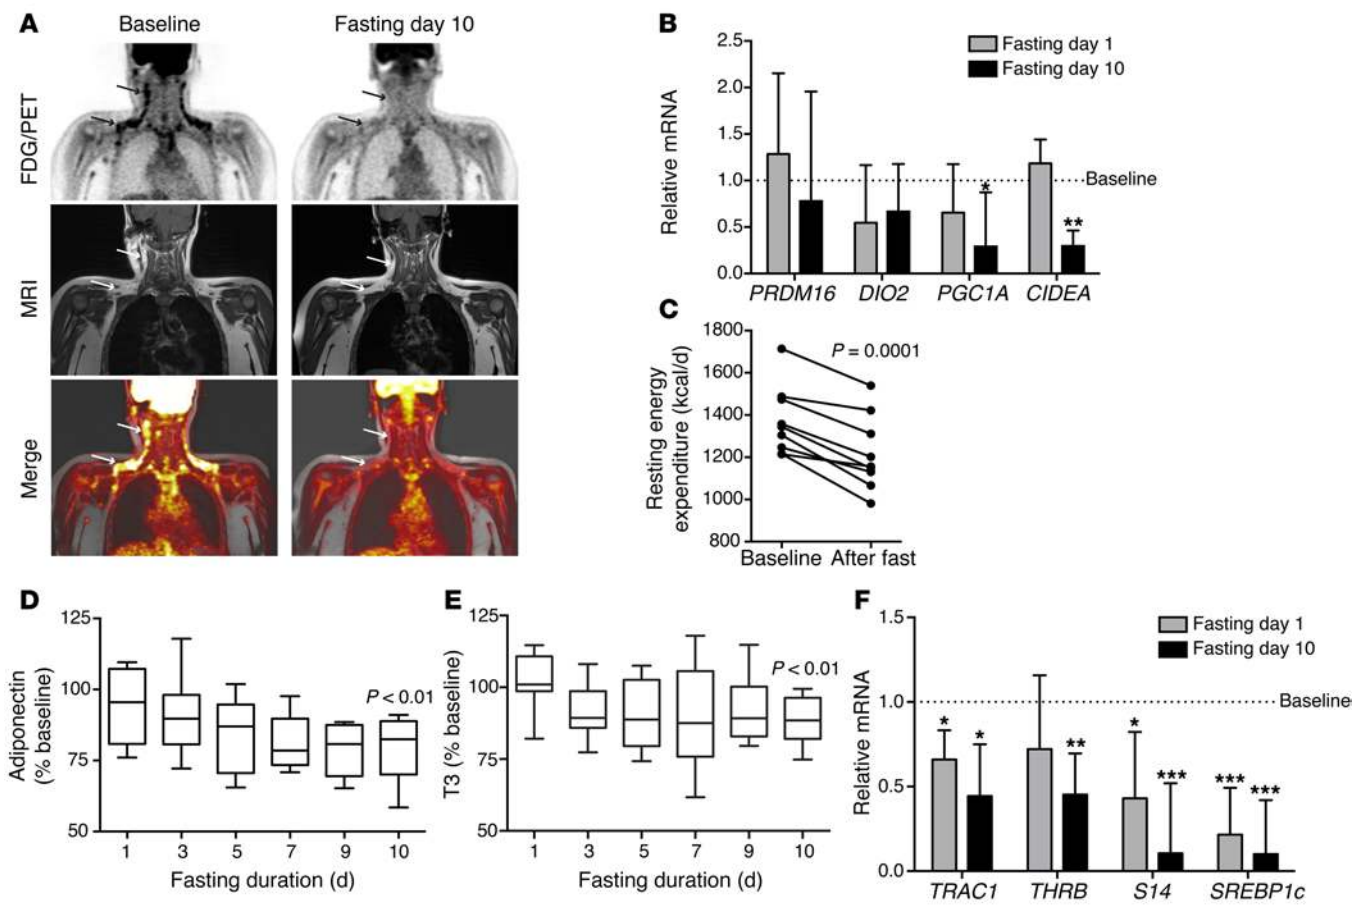 A
Baseline
Fasting day 10
FDG/PET
MRI
Merge
B
Relative mRNA
2.5
2.0
1.5
1.0
0.5
0.0
Fasting day 1
Fasting day 10
Baseline
*
**
PRDM16
DIO2
PGC1A
CIDEA
C
Resting energy
expenditure (kcal/d)
1800
1600
1400
1200
1000
800
P = 0.0001
Baseline
After fast
D
Adiponectin
(% baseline)
125
100
75
50
P < 0.01
1
3
5
7
9
10
Fasting duration (d)
E
T3 (% baseline)
125
100
75
50
P < 0.01
1
3
5
7
9
10
Fasting duration (d)
F
Relative mRNA
1.5
1.0
0.5
0.0
Fasting day 1
Fasting day 10
Baseline
*
*
**
*
***
***
***
TRAC1
THRB
S14
SREBP1c